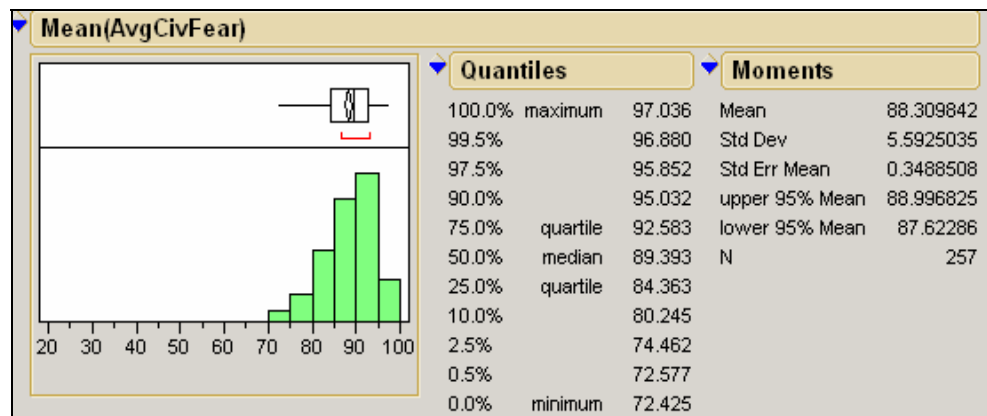 Mean(AvgCivFear)
20 30 40 50 60 70 80 90 100
Quantiles
100.0% maximum 97.036
99.5% 96.880
97.5% 95.852
90.0% 95.032
75.0% quartile 92.583
50.0% median 89.393
25.0% quartile 84.363
10.0% 80.245
2.5% 74.462
0.5% 72.577
0.0% minimum 72.425
Moments
Mean 88.309842
Std Dev 5.5925035
Std Err Mean 0.3488508
upper 95% Mean 88.996825
lower 95% Mean 87.62286
N 257